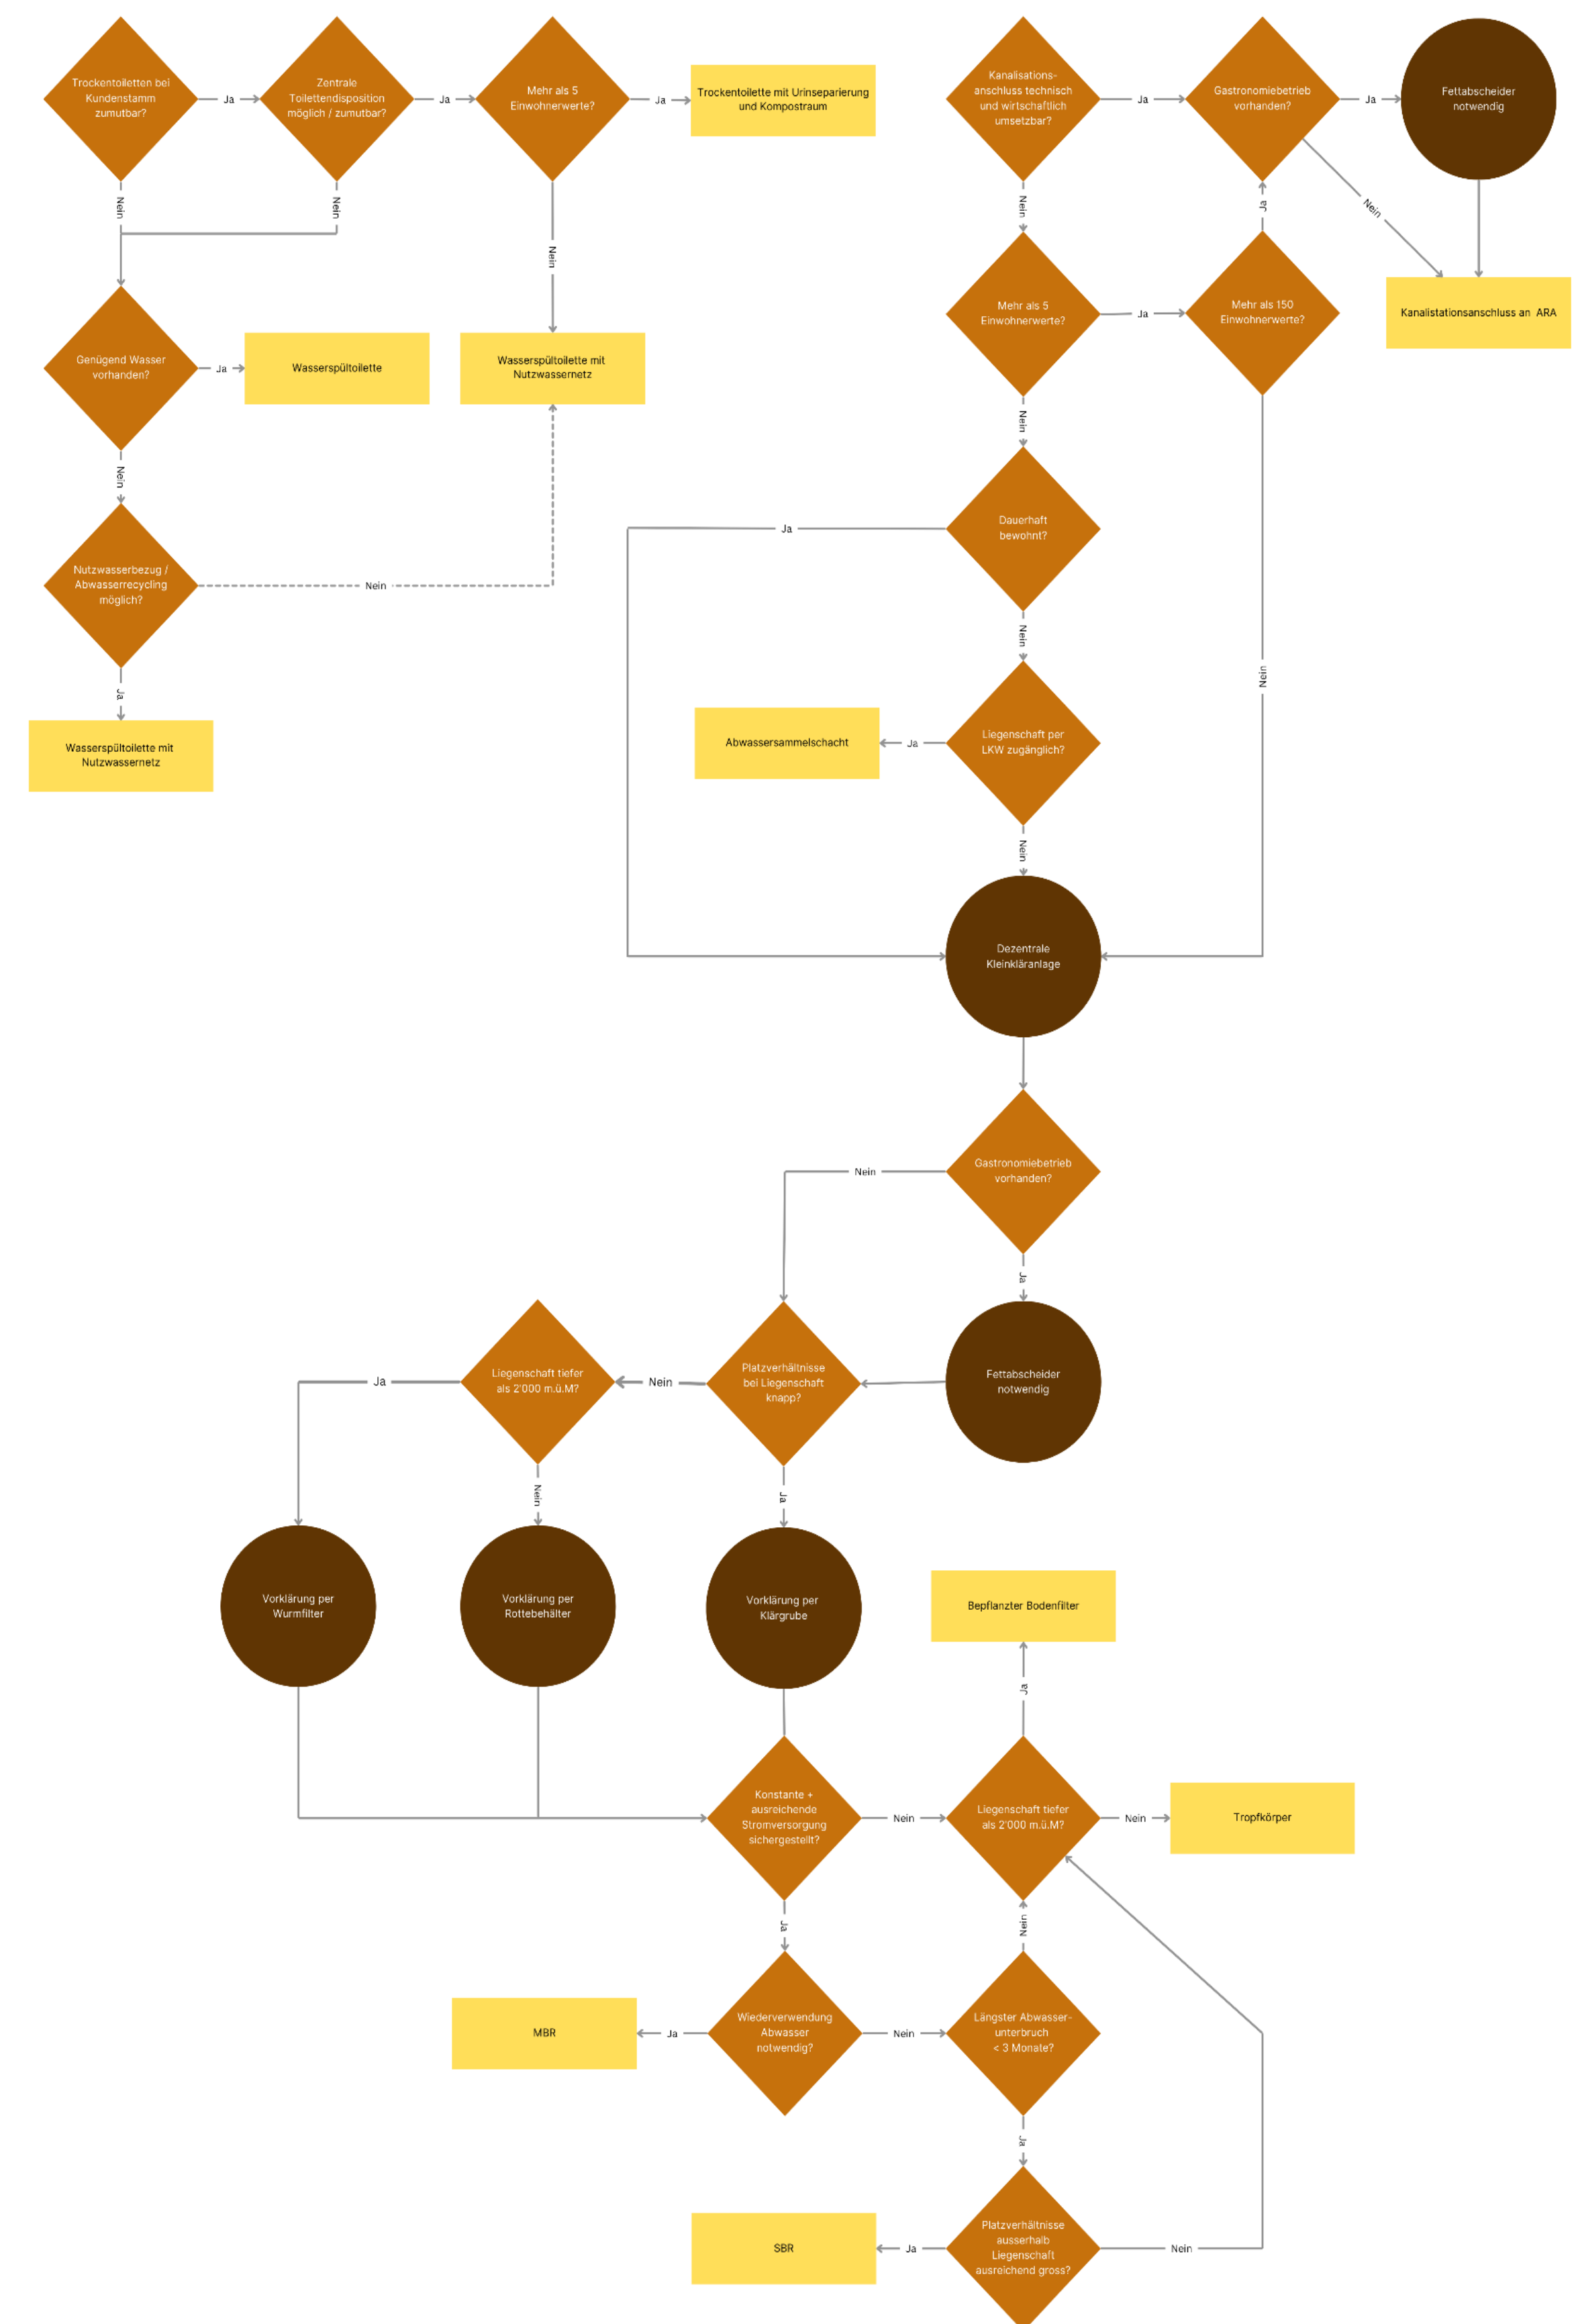 Trockentoiletten bei
Kundenstamm
zumutbar?
Ja
Zentrale
Toilettendisposition
möglich / zumutbar?
Ja
Mehr als 5
Einwohnerwerte?
Ja
Trockentoilette mit Urinseparierung
und Kompostraum
Nein
Nein
Nein
Genügend Wasser
vorhanden?
Ja
Wasserspültoilette
Wasserspültoilette mit
Nutzwassernetz
Nein
Nutzwasserbezug /
Abwasserrecycling
möglich?
Nein
Ja
Wasserspültoilette mit
Nutzwassernetz
Kanalisations-
anschluss technisch
und wirtschaftlich
umsetzbar?
Ja
Gastronomiebetrieb
vorhanden?
Ja
Fettabscheider
notwendig
Nein
Ja
Nein
Mehr als 5
Einwohnerwerte?
Ja
Mehr als 150
Einwohnerwerte?
Kanalistationsanschluss an ARA
Nein
Dauerhaft
bewohnt?
Ja
Nein
Nein
Liegenschaft per
LKW zugänglich?
Ja
Abwassersammelschacht
Nein
Dezentrale
Kleinkläranlage
Gastronomiebetrieb
vorhanden?
Nein
Ja
Fettabscheider
notwendig
Platzverhältnisse
bei Liegenschaft
knapp?
Nein
Liegenschaft tiefer
als 2'000 m.ü.M?
Ja
Nein
Ja
Vorklärung per
Wurmfilter
Vorklärung per
Rottebehälter
Vorklärung per
Klärgrube
Bepflanzter Bodenfilter
Ja
Konstante +
ausreichende
Stromversorgung
sichergestellt?
Nein
Liegenschaft tiefer
als 2'000 m.ü.M?
Nein
Tropfkörper
Ja
Nein
MBR
Ja
Wiederverwendung
Abwasser
notwendig?
Nein
Längster Abwasser-
unterbruch
< 3 Monate?
Ja
SBR
Ja
Platzverhältnisse
ausserhalb
Liegenschaft
ausreichend gross?
Nein